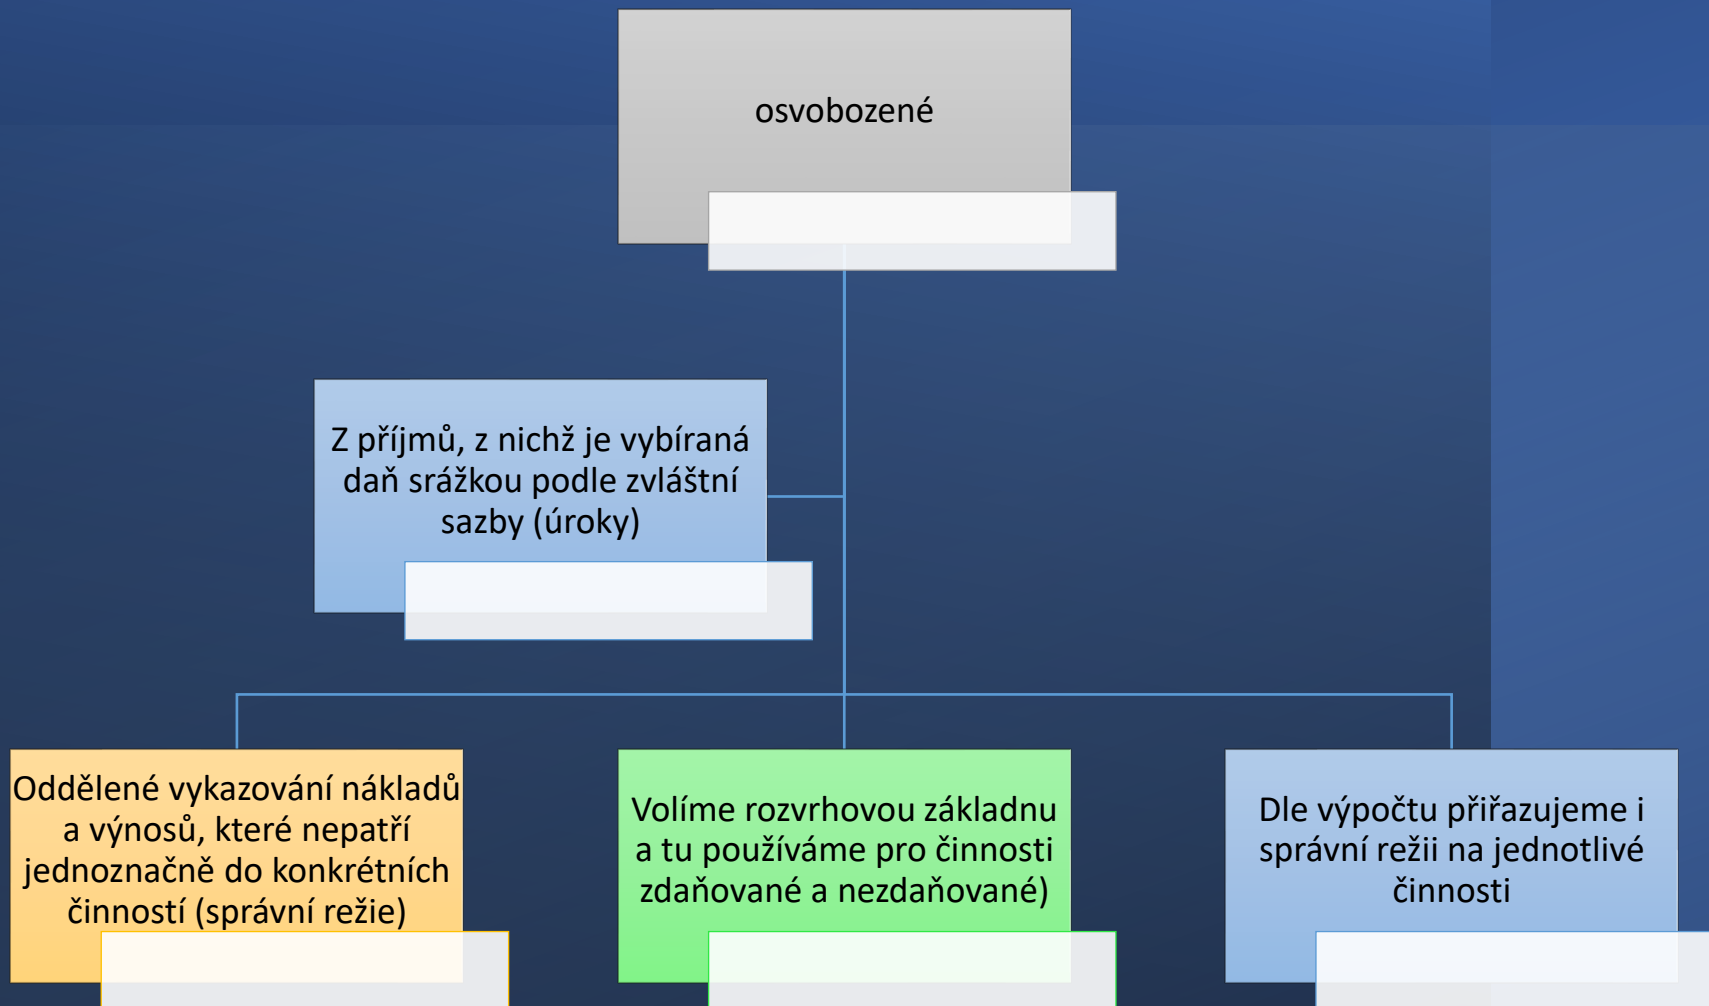 osvobozené
Z příjmů, z nichž je vybíraná
daň srážkou podle zvláštní
sazby (úroky)
Oddělené vykazování nákladů
a výnosů, které nepatří
jednoznačně do konkrétních
činností (správní režie)
Volíme rozvrhovou základnu
a tu používáme pro činnosti
zdaňované a nezdaňované)
Dle výpočtu přiřazujeme i
správní režii na jednotlivé
činnosti